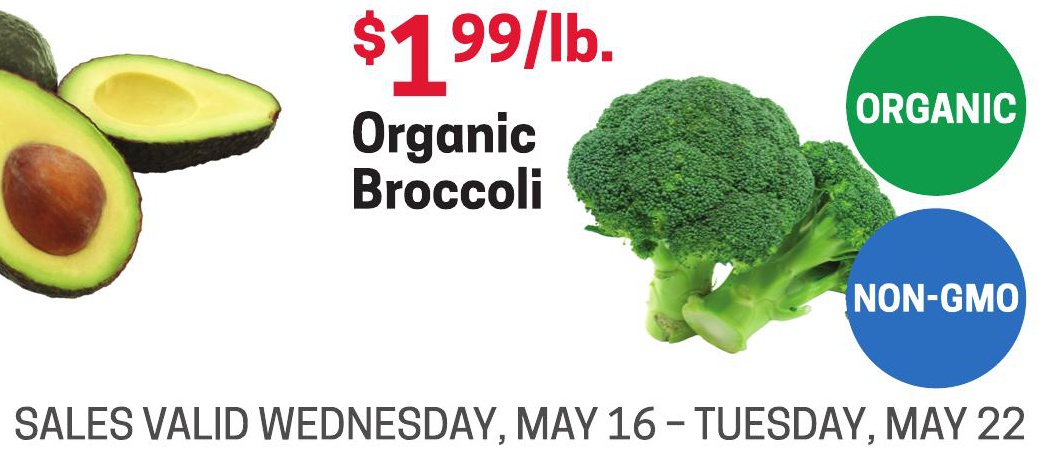 $1 99/lb.
Organic
Broccoli
ORGANIC
NON-GMO
SALES VALID WEDNESDAY, MAY 16 – TUESDAY, MAY 22